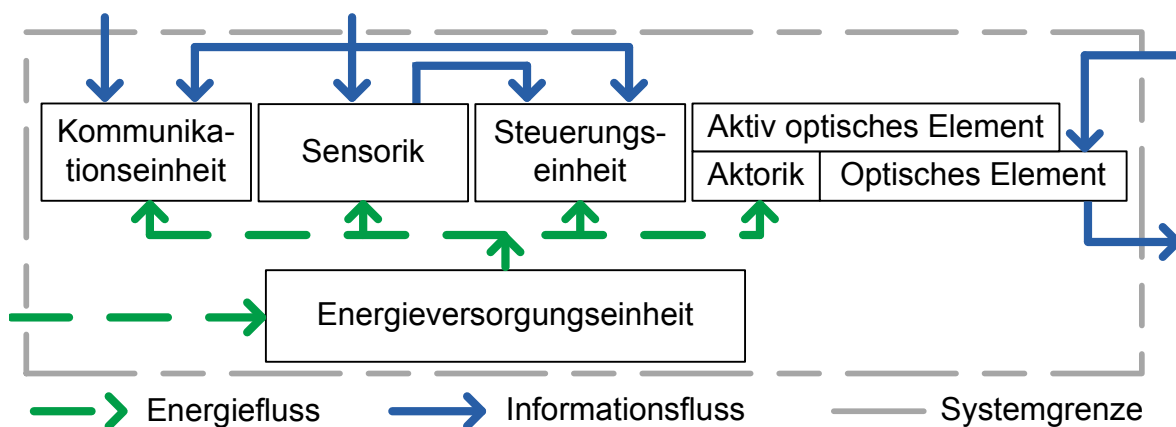 Kommunika-
tionseinheit
Sensorik
Steuerungs-
einheit
Aktiv optisches Element
Aktorik
Optisches Element
Energieversorgungseinheit
Energiefluss
Informationsfluss
Systemgrenze